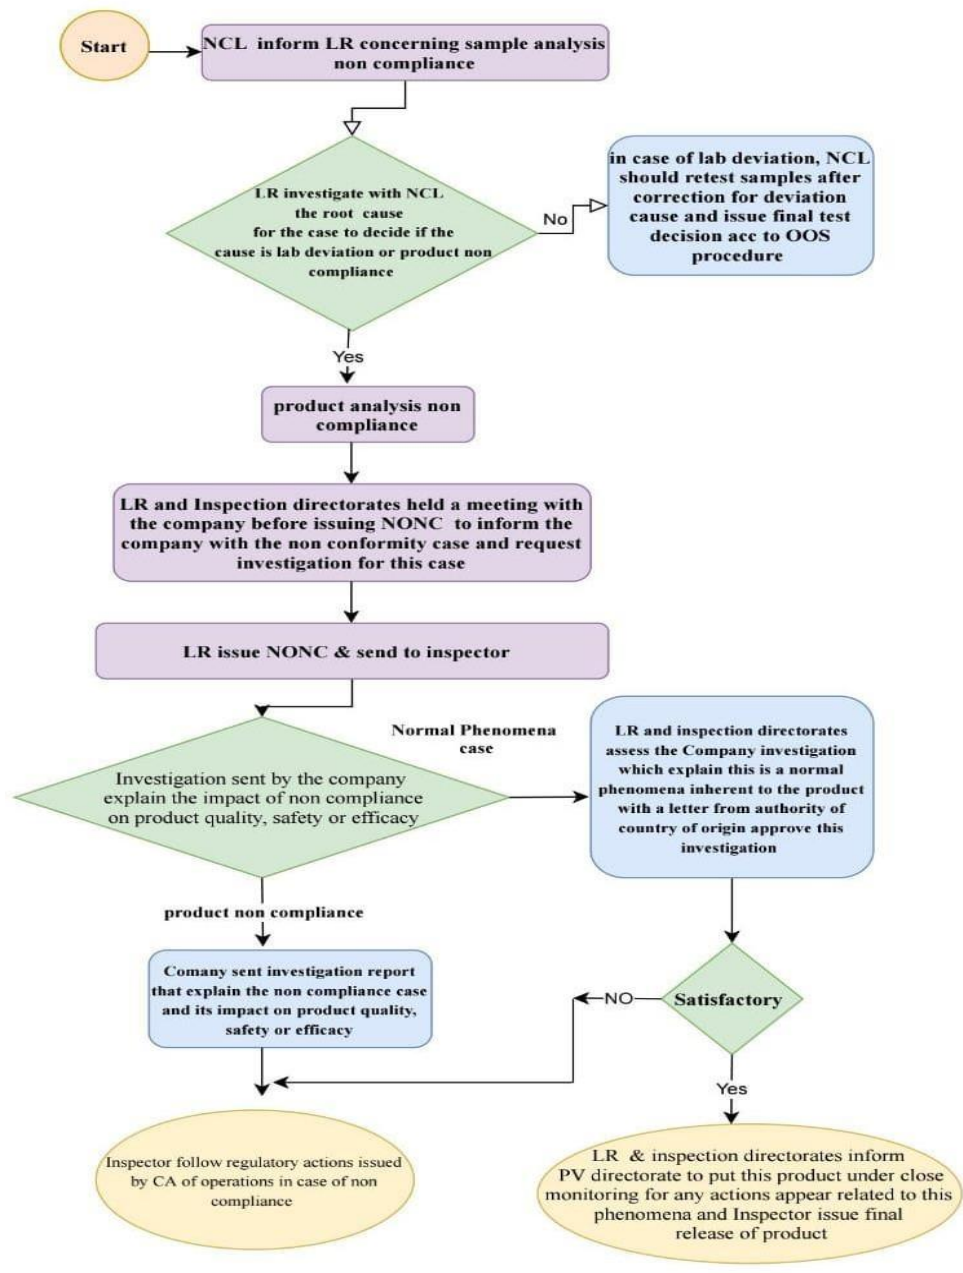 Start
NCL inform LR concerning sample analysis
non compliance
LR investigate with NCL
the root cause
for the case to decide if the
cause is lab deviation or product non
compliance
No
in case of lab deviation, NCL
should retest samples after
correction for deviation
cause and issue final test
decision acc to OOS
procedure
Yes
product analysis non
compliance
LR and Inspection directorates held a meeting with
the company before issuing NONC to inform the
company with the non conformity case and request
investigation for this case
LR issue NONC & send to inspector
Investigation sent by the company
explain the impact of non compliance
on product quality, safety or efficacy
Normal Phenomena
case
LR and inspection directorates
assess the Company investigation
which explain this is a normal
phenomena inherent to the product
with a letter from authority of
country of origin approve this
investigation
product non compliance
Comany sent investigation report
that explain the non compliance case
and its impact on product quality,
safety or efficacy
Satisfactory
NO
Yes
Inspector follow regulatory actions issued
by CA of operations in case of non
compliance
LR & inspection directorates inform
PV directorate to put this product under close
monitoring for any actions appear related to this
phenomena and Inspector issue final
release of product